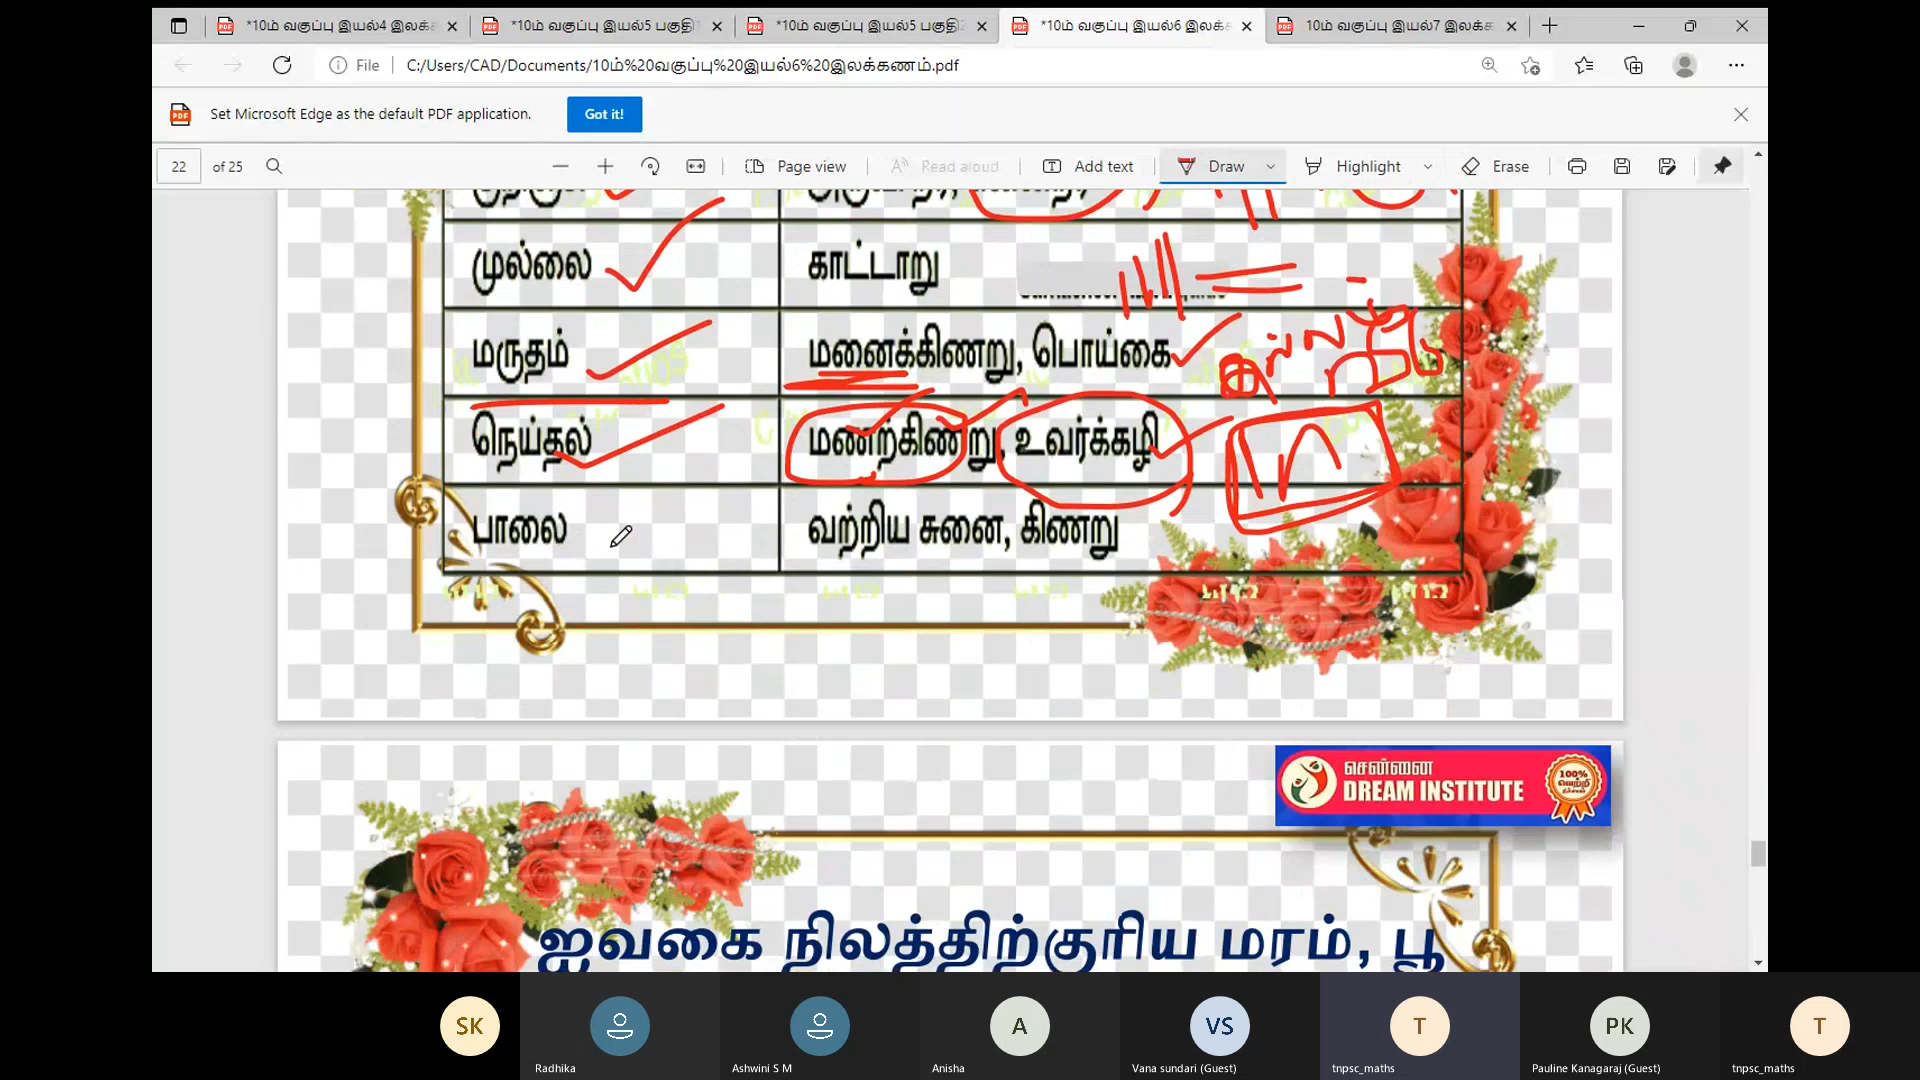 *10ம் வகுப்பு இயல்4 இலக்க
*10ம் வகுப்பு இயல்5 பகுதி1
*10ம் வகுப்பு இயல்5 பகுதி
*10ம் வகுப்பு இயல்6 இலக்க
10ம் வகுப்பு இயல்7 இலக்க
File C:/Users/CAD/Documents/10ம்%20வகுப்பு%20இயல்6%20இலக்கணம்.pdf
Set Microsoft Edge as the default PDF application. Got it!
22 of 25 Page view Read aloud Add text Draw Highlight Erase
முல்லை காட்டாறு
மருதம் மனைக்கிணறு, பொய்கை
நெய்தல் மணற்கிணறு, உவர்க்கழி
பாலை வற்றிய சுனை, கிணறு
சென்னை
DREAM INSTITUTE
100%
வெற்றி
ஐவகை நிலத்திற்குரிய மரம், பூ
SK A VS T PK T
Radhika Ashwini S M Anisha Vana sundari (Guest) tnpsc_maths Pauline Kanagaraj (Guest) tnpsc_maths